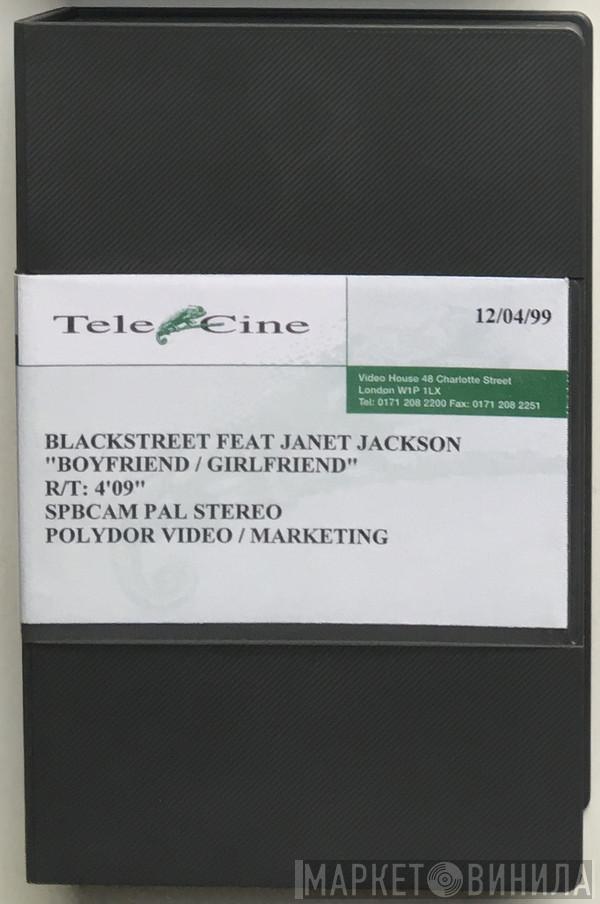 Tele Cine
12/04/99
Video House 48 Charlotte Street
London W1P 1LX
Tel: 0171 208 2200 Fax: 0171 208 2251
BLACKSTREET FEAT JANET JACKSON
"BOYFRIEND / GIRLFRIEND"
R/T: 4'09"
SPBCAM PAL STEREO
POLYDOR VIDEO / MARKETING
МАРКЕТ ВИНИЛА